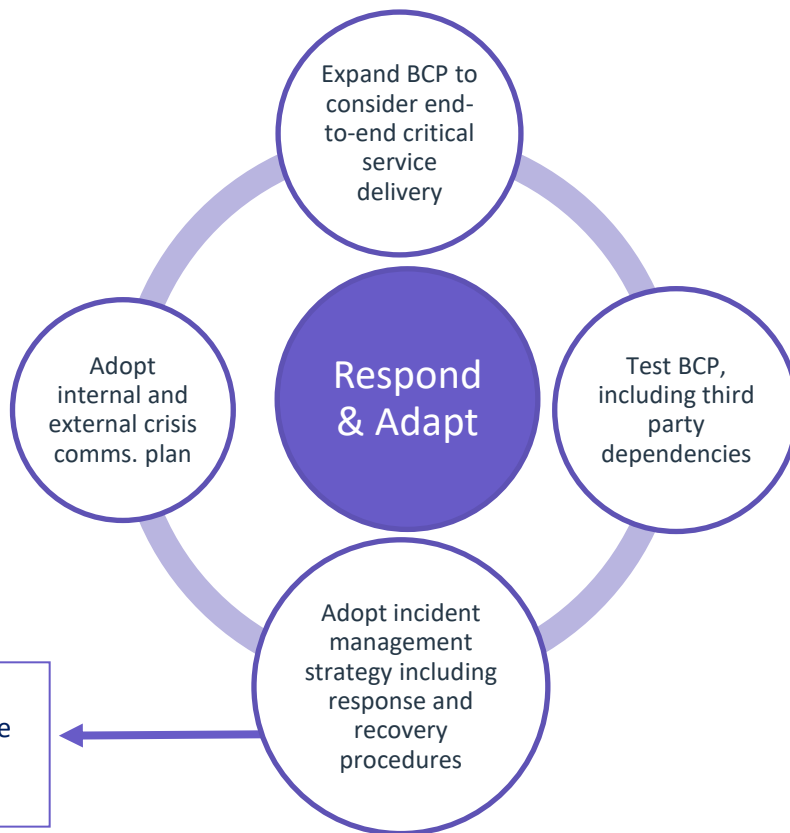 Expand BCP to
consider end-
to-end critical
service
delivery
Adopt
internal and
external crisis
comms. plan
Respond
& Adapt
Test BCP,
including third
party
dependencies
Adopt incident
management
strategy including
response and
recovery
procedures